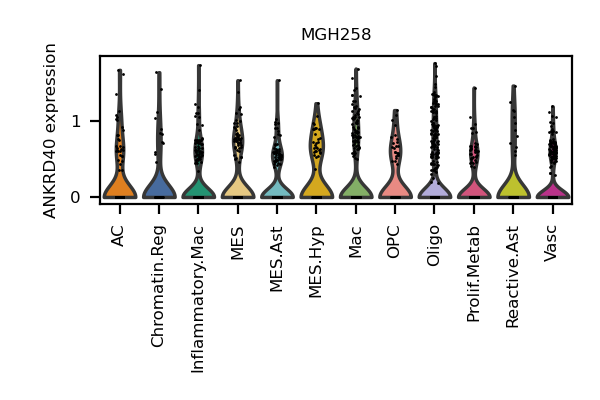 MGH258
ANKRD40 expression
1
0
AC
Chromatin.Reg
Inflammatory.Mac
MES
MES.Ast
MES.Hyp
Mac
OPC
Oligo
Prolif.Metab
Reactive.Ast
Vasc